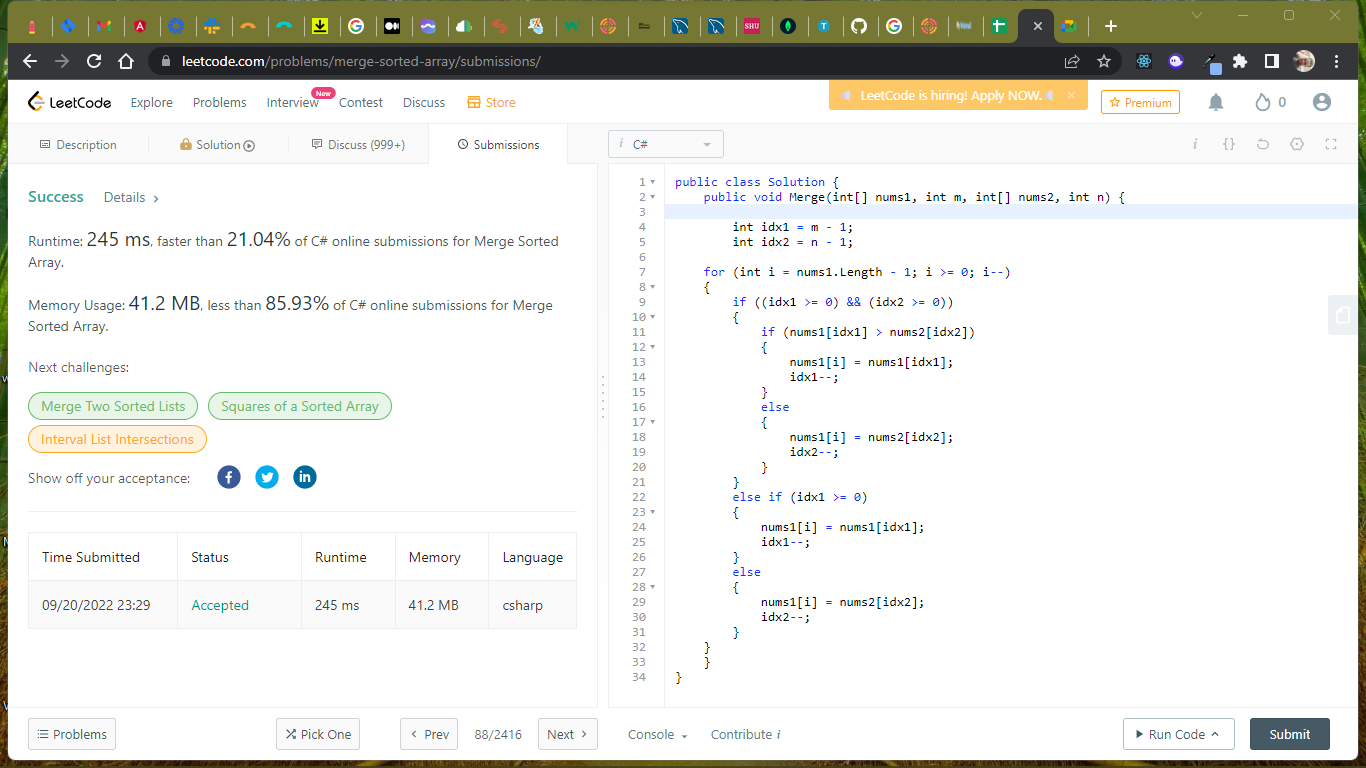 SHU
T
leetcode.com/problems/merge-sorted-array/submissions/
LeetCode
Explore
Problems
Interview
New
Contest
Discuss
Store
LeetCode is hiring! Apply NOW.
Premium
0
Description
Solution
Discuss (999+)
Submissions
i C#
i {}
Success
Details >
Runtime: 245 ms, faster than 21.04% of C# online submissions for Merge Sorted
Array.
Memory Usage: 41.2 MB, less than 85.93% of C# online submissions for Merge
Sorted Array.
Next challenges:
Merge Two Sorted Lists
Squares of a Sorted Array
Interval List Intersections
Show off your acceptance:
f
in
Time Submitted Status Runtime Memory Language
09/20/2022 23:29 Accepted 245 ms 41.2 MB csharp
1 public class Solution {
2 public void Merge(int[] nums1, int m, int[] nums2, int n) {
3
4 int idx1 = m - 1;
5 int idx2 = n - 1;
6
7 for (int i = nums1.Length - 1; i >= 0; i--)
8 {
9 if ((idx1 >= 0) && (idx2 >= 0))
10 {
11 if (nums1[idx1] > nums2[idx2])
12 {
13 nums1[i] = nums1[idx1];
14 idx1--;
15 }
16 else
17 {
18 nums1[i] = nums2[idx2];
19 idx2--;
20 }
21 }
22 else if (idx1 >= 0)
23 {
24 nums1[i] = nums1[idx1];
25 idx1--;
26 }
27 else
28 {
29 nums1[i] = nums2[idx2];
30 idx2--;
31 }
32 }
33 }
34 }
Problems
Pick One
< Prev
88/2416
Next >
Console
Contribute i
Run Code
Submit